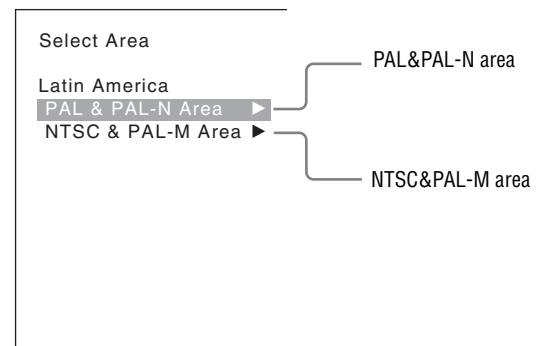 Select Area
Latin America
PAL & PAL-N Area ►
NTSC & PAL-M Area ►
PAL&PAL-N area
NTSC&PAL-M area